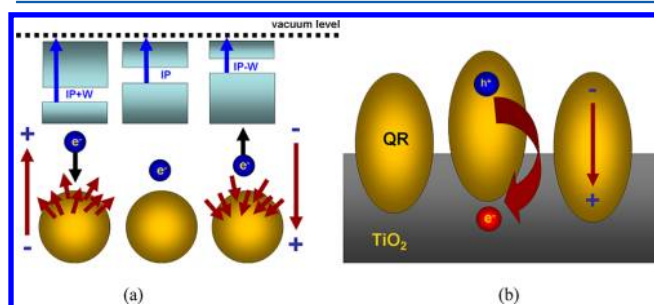 vacuum level
IP+W
IP
IP-W
+
e-
-
e-
e-
-
+
(a)
h+
-
QR
+
e-
TiO2
(b)